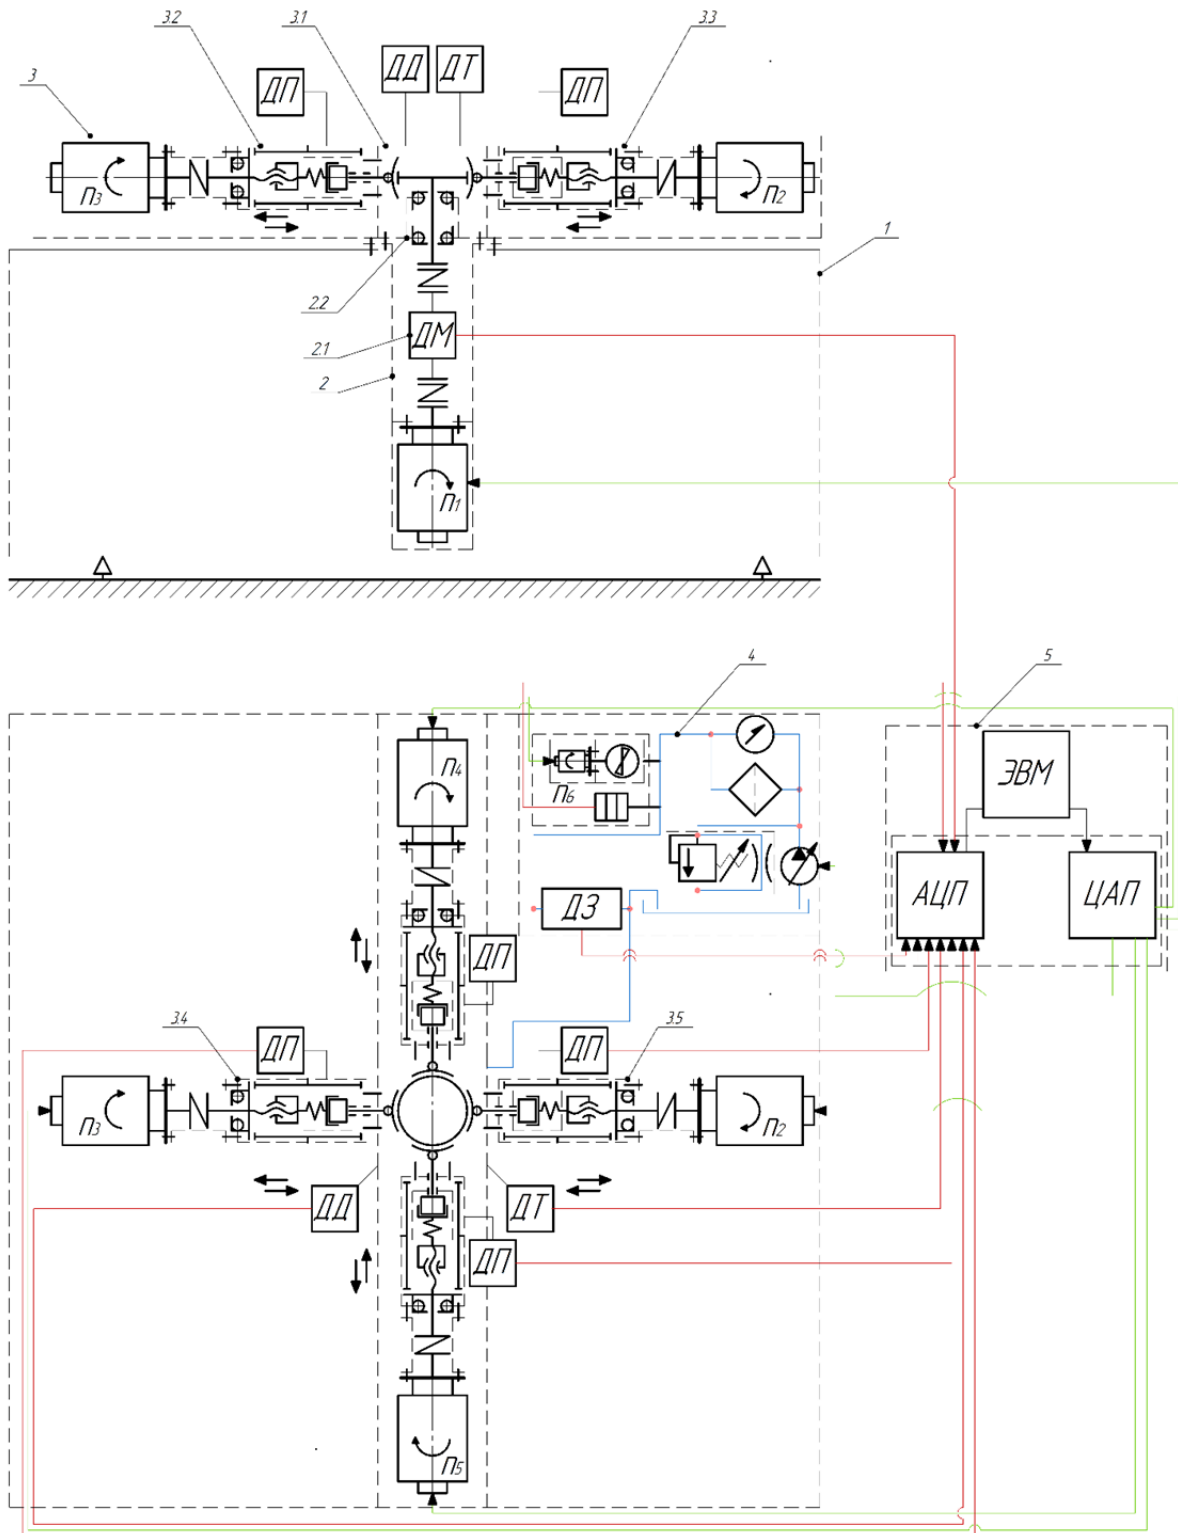 3.2 3.1 3.3
3 ДП ДД ДТ ДП
П3 П2
1
2.2
2.1 ДМ
2
П1
4 5
П4 П6 ЭВМ
АЦП ЦАП
ДЗ
ДП
3.4 3.5
ДП ДП
П3 П2
ДД ДТ
ДП
П5